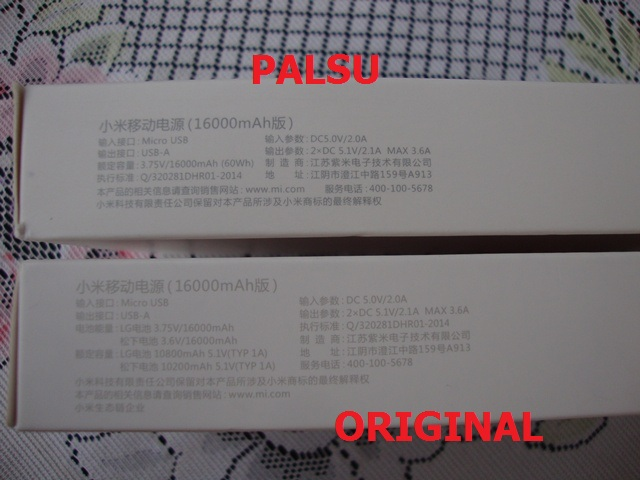 PALSU
小米移动电源(16000mAh版)
输入接口: Micro USB 输入参数: DC5.0V/2.0A
输出接口: USB-A 输出参数: 2×DC 5.1V/2.1A MAX 3.6A
额定容量: 3.75V/16000mAh (60Wh) 制 造 商: 江苏紫米电子技术有限公司
执行标准: Q/320281DHR01-2014 地 址: 江阴市澄江中路159号A913
本产品的相关信息请查询销售网站: www.mi.com 服务电话: 400-100-5678
小米科技有限责任公司保留对本产品所涉及小米商标的最终解释权
小米移动电源(16000mAh版)
输入接口: Micro USB 输入参数: DC 5.0V/2.0A
输出接口: USB-A 输出参数: 2×DC 5.1V/2.1A MAX 3.6A
电池能量: LG电池 3.75V/16000mAh 执行标准: Q/320281DHR01-2014
松下电池 3.6V/16000mAh 制 造 商: 江苏紫米电子技术有限公司
额定容量: LG电池 10800mAh 5.1V(TYP 1A) 地 址: 江阴市澄江中路159号A913
松下电池 10200mAh 5.1V(TYP 1A) 服务电话: 400-100-5678
小米科技有限责任公司保留对本产品所涉及小米商标的最终解释权
本产品的相关信息请查询销售网站: www.mi.com
小米生态链企业
ORIGINAL